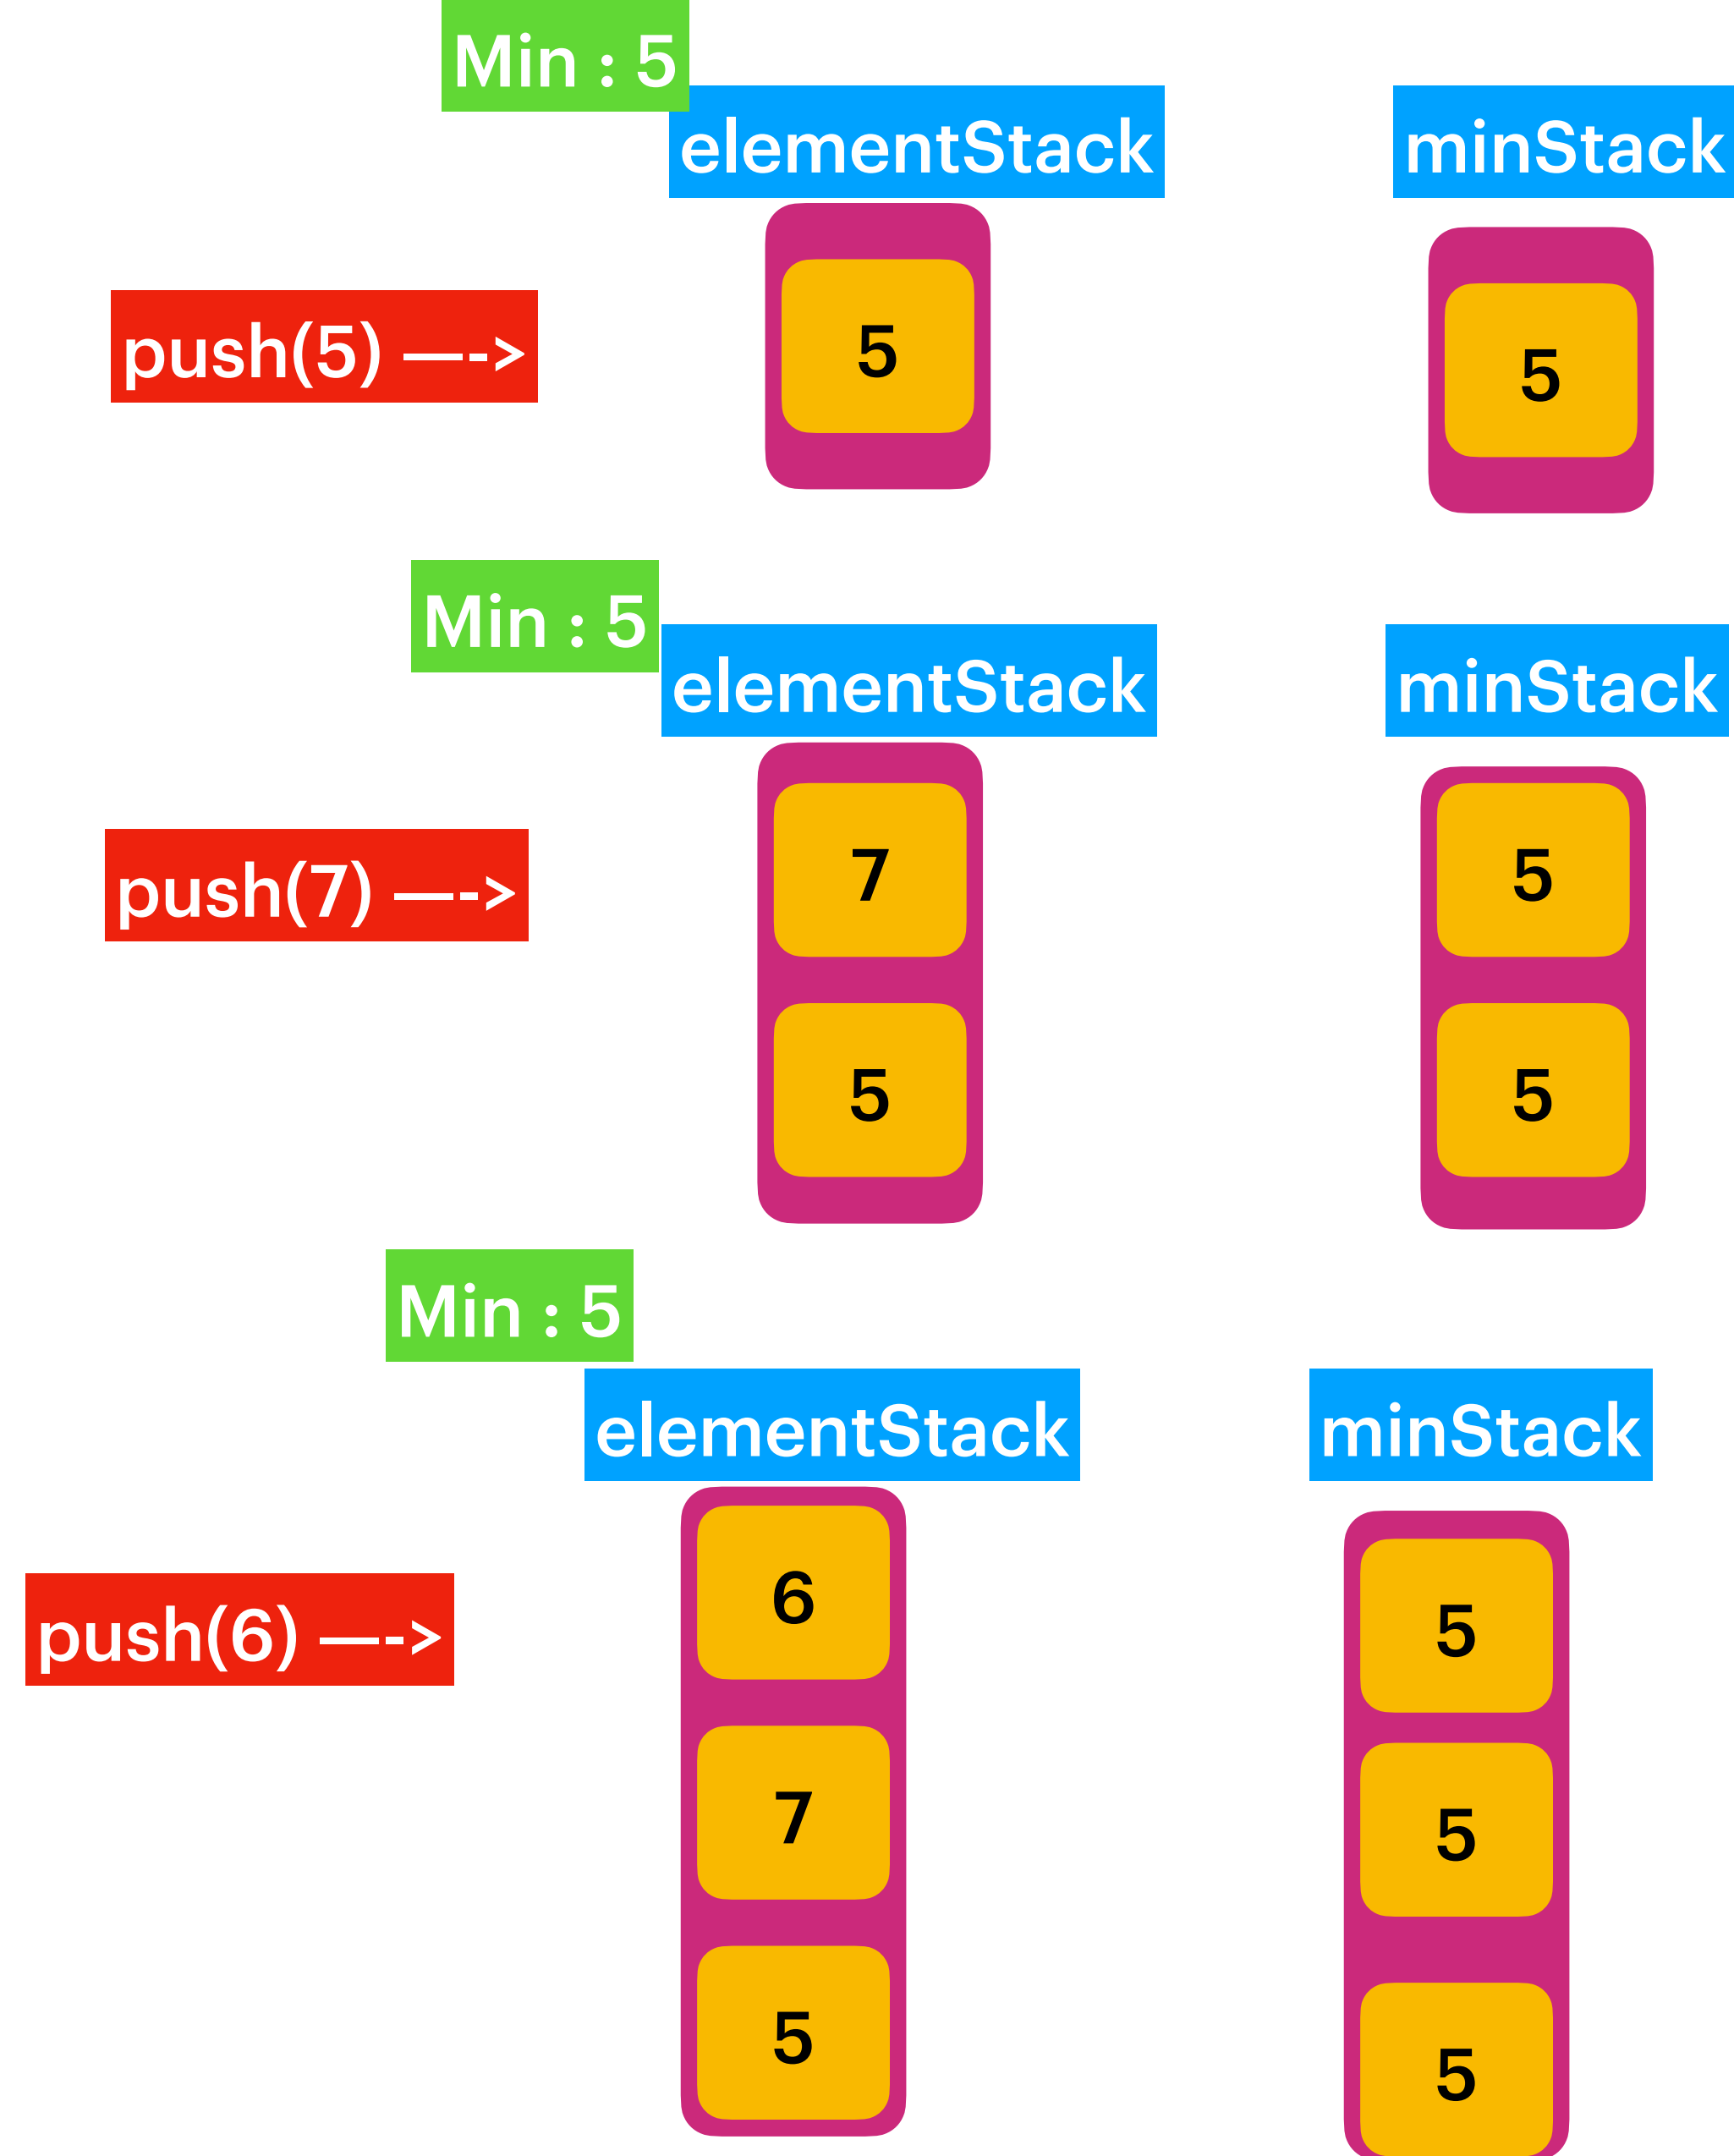 Min : 5
elementStack
minStack
push(5) —->
5
5
Min : 5
elementStack
minStack
push(7) —->
7
5
5
5
Min : 5
elementStack
minStack
push(6) —->
6
5
7
5
5
5